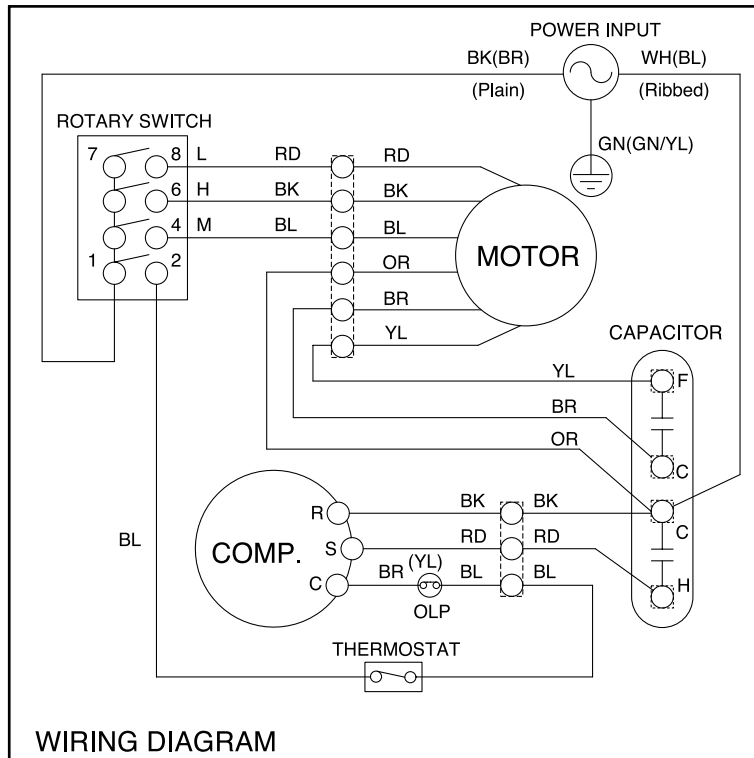 POWER INPUT
BK(BR) WH(BL)
(Plain) (Ribbed)
GN(GN/YL)
ROTARY SWITCH
7 8 L RD RD
6 H BK BK
4 M BL BL
1 2 OR
MOTOR
BR
YL
CAPACITOR
YL F
BR
C
OR
R BK BK C
S RD RD
COMP.
C BR (YL) BL BL H
OLP
BL
THERMOSTAT
WIRING DIAGRAM